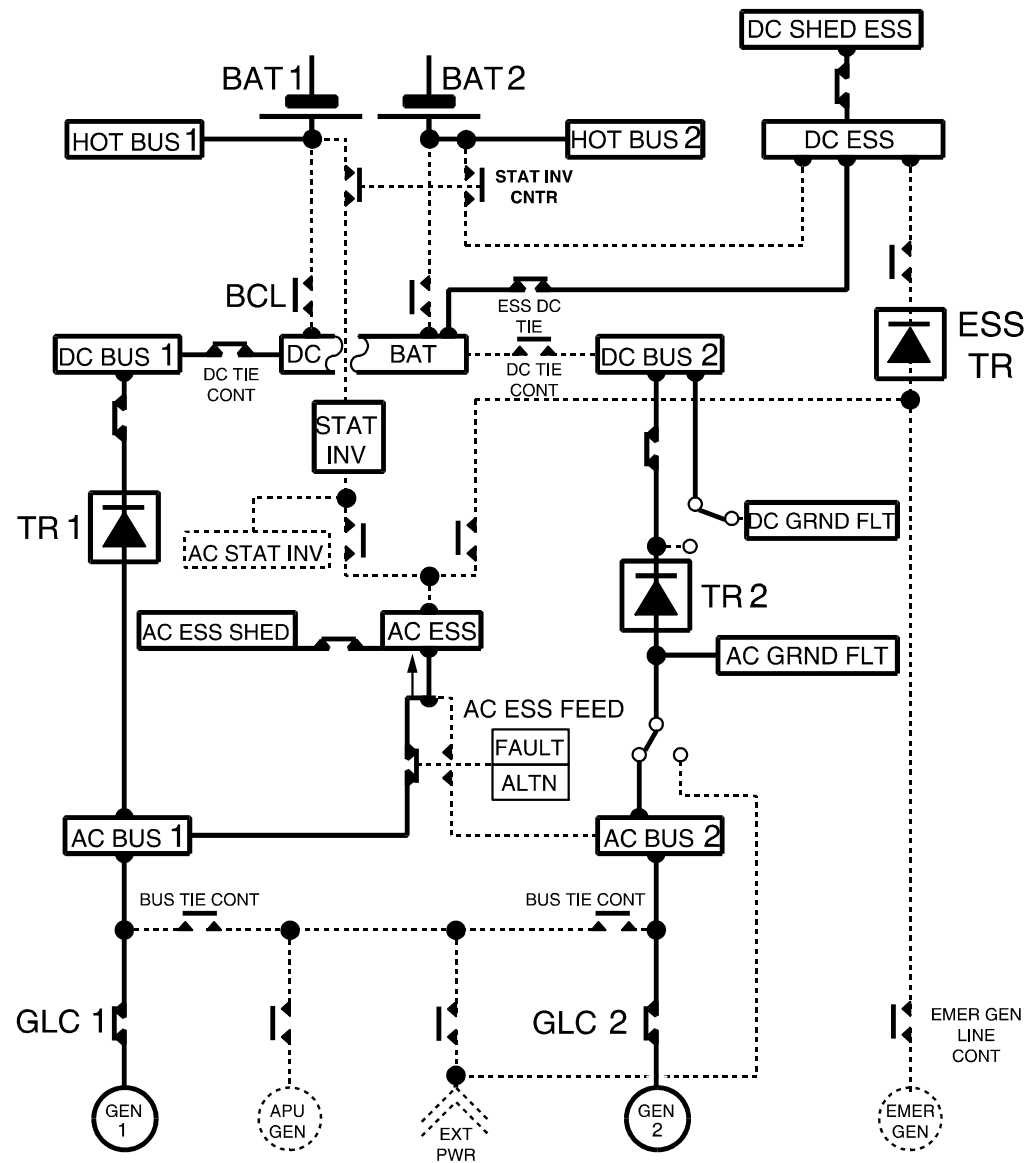 DC SHED ESS
BAT 1
BAT 2
HOT BUS 1
HOT BUS 2
DC ESS
STAT INV
CNTR
BCL
ESS DC
TIE
ESS
TR
DC BUS 1
DC TIE
CONT
DC
BAT
DC TIE
CONT
DC BUS 2
STAT
INV
TR 1
AC STAT INV
DC GRND FLT
TR 2
AC ESS SHED
AC ESS
AC GRND FLT
AC ESS FEED
FAULT
ALTN
AC BUS 1
AC BUS 2
BUS TIE CONT
BUS TIE CONT
GLC 1
GLC 2
EMER GEN
LINE
CONT
GEN
1
APU
GEN
EXT
PWR
GEN
2
EMER
GEN